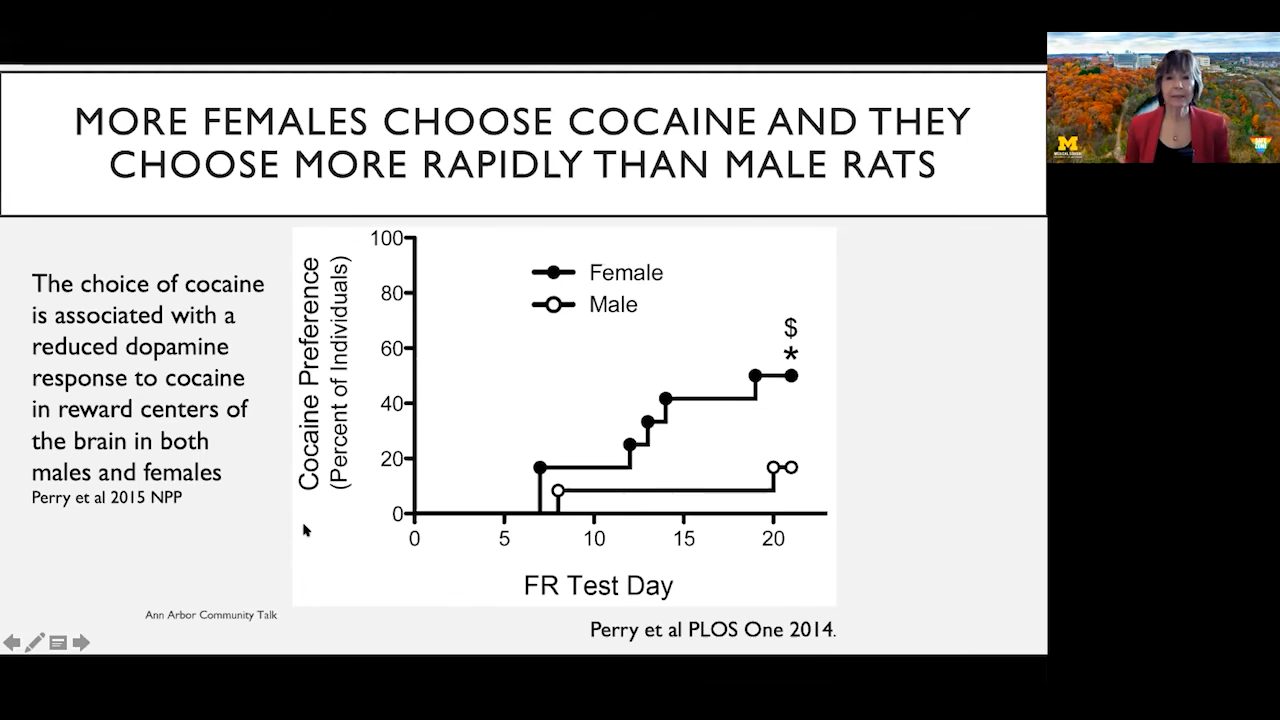 MORE FEMALES CHOOSE COCAINE AND THEY
CHOOSE MORE RAPIDLY THAN MALE RATS
The choice of cocaine
is associated with a
reduced dopamine
response to cocaine
in reward centers of
the brain in both
males and females
Perry et al 2015 NPP
Cocaine Preference
(Percent of Individuals)
100
80
60
40
20
0
Female
Male
$
*
0 5 10 15 20
FR Test Day
Ann Arbor Community Talk
Perry et al PLOS One 2014.
M